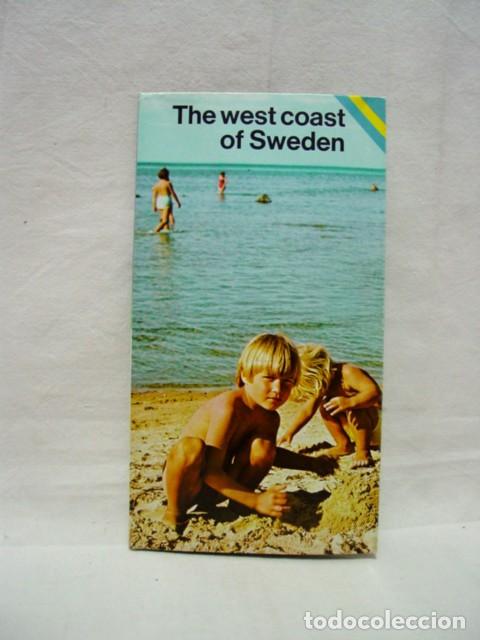 The west coast
of Sweden
todocoleccion